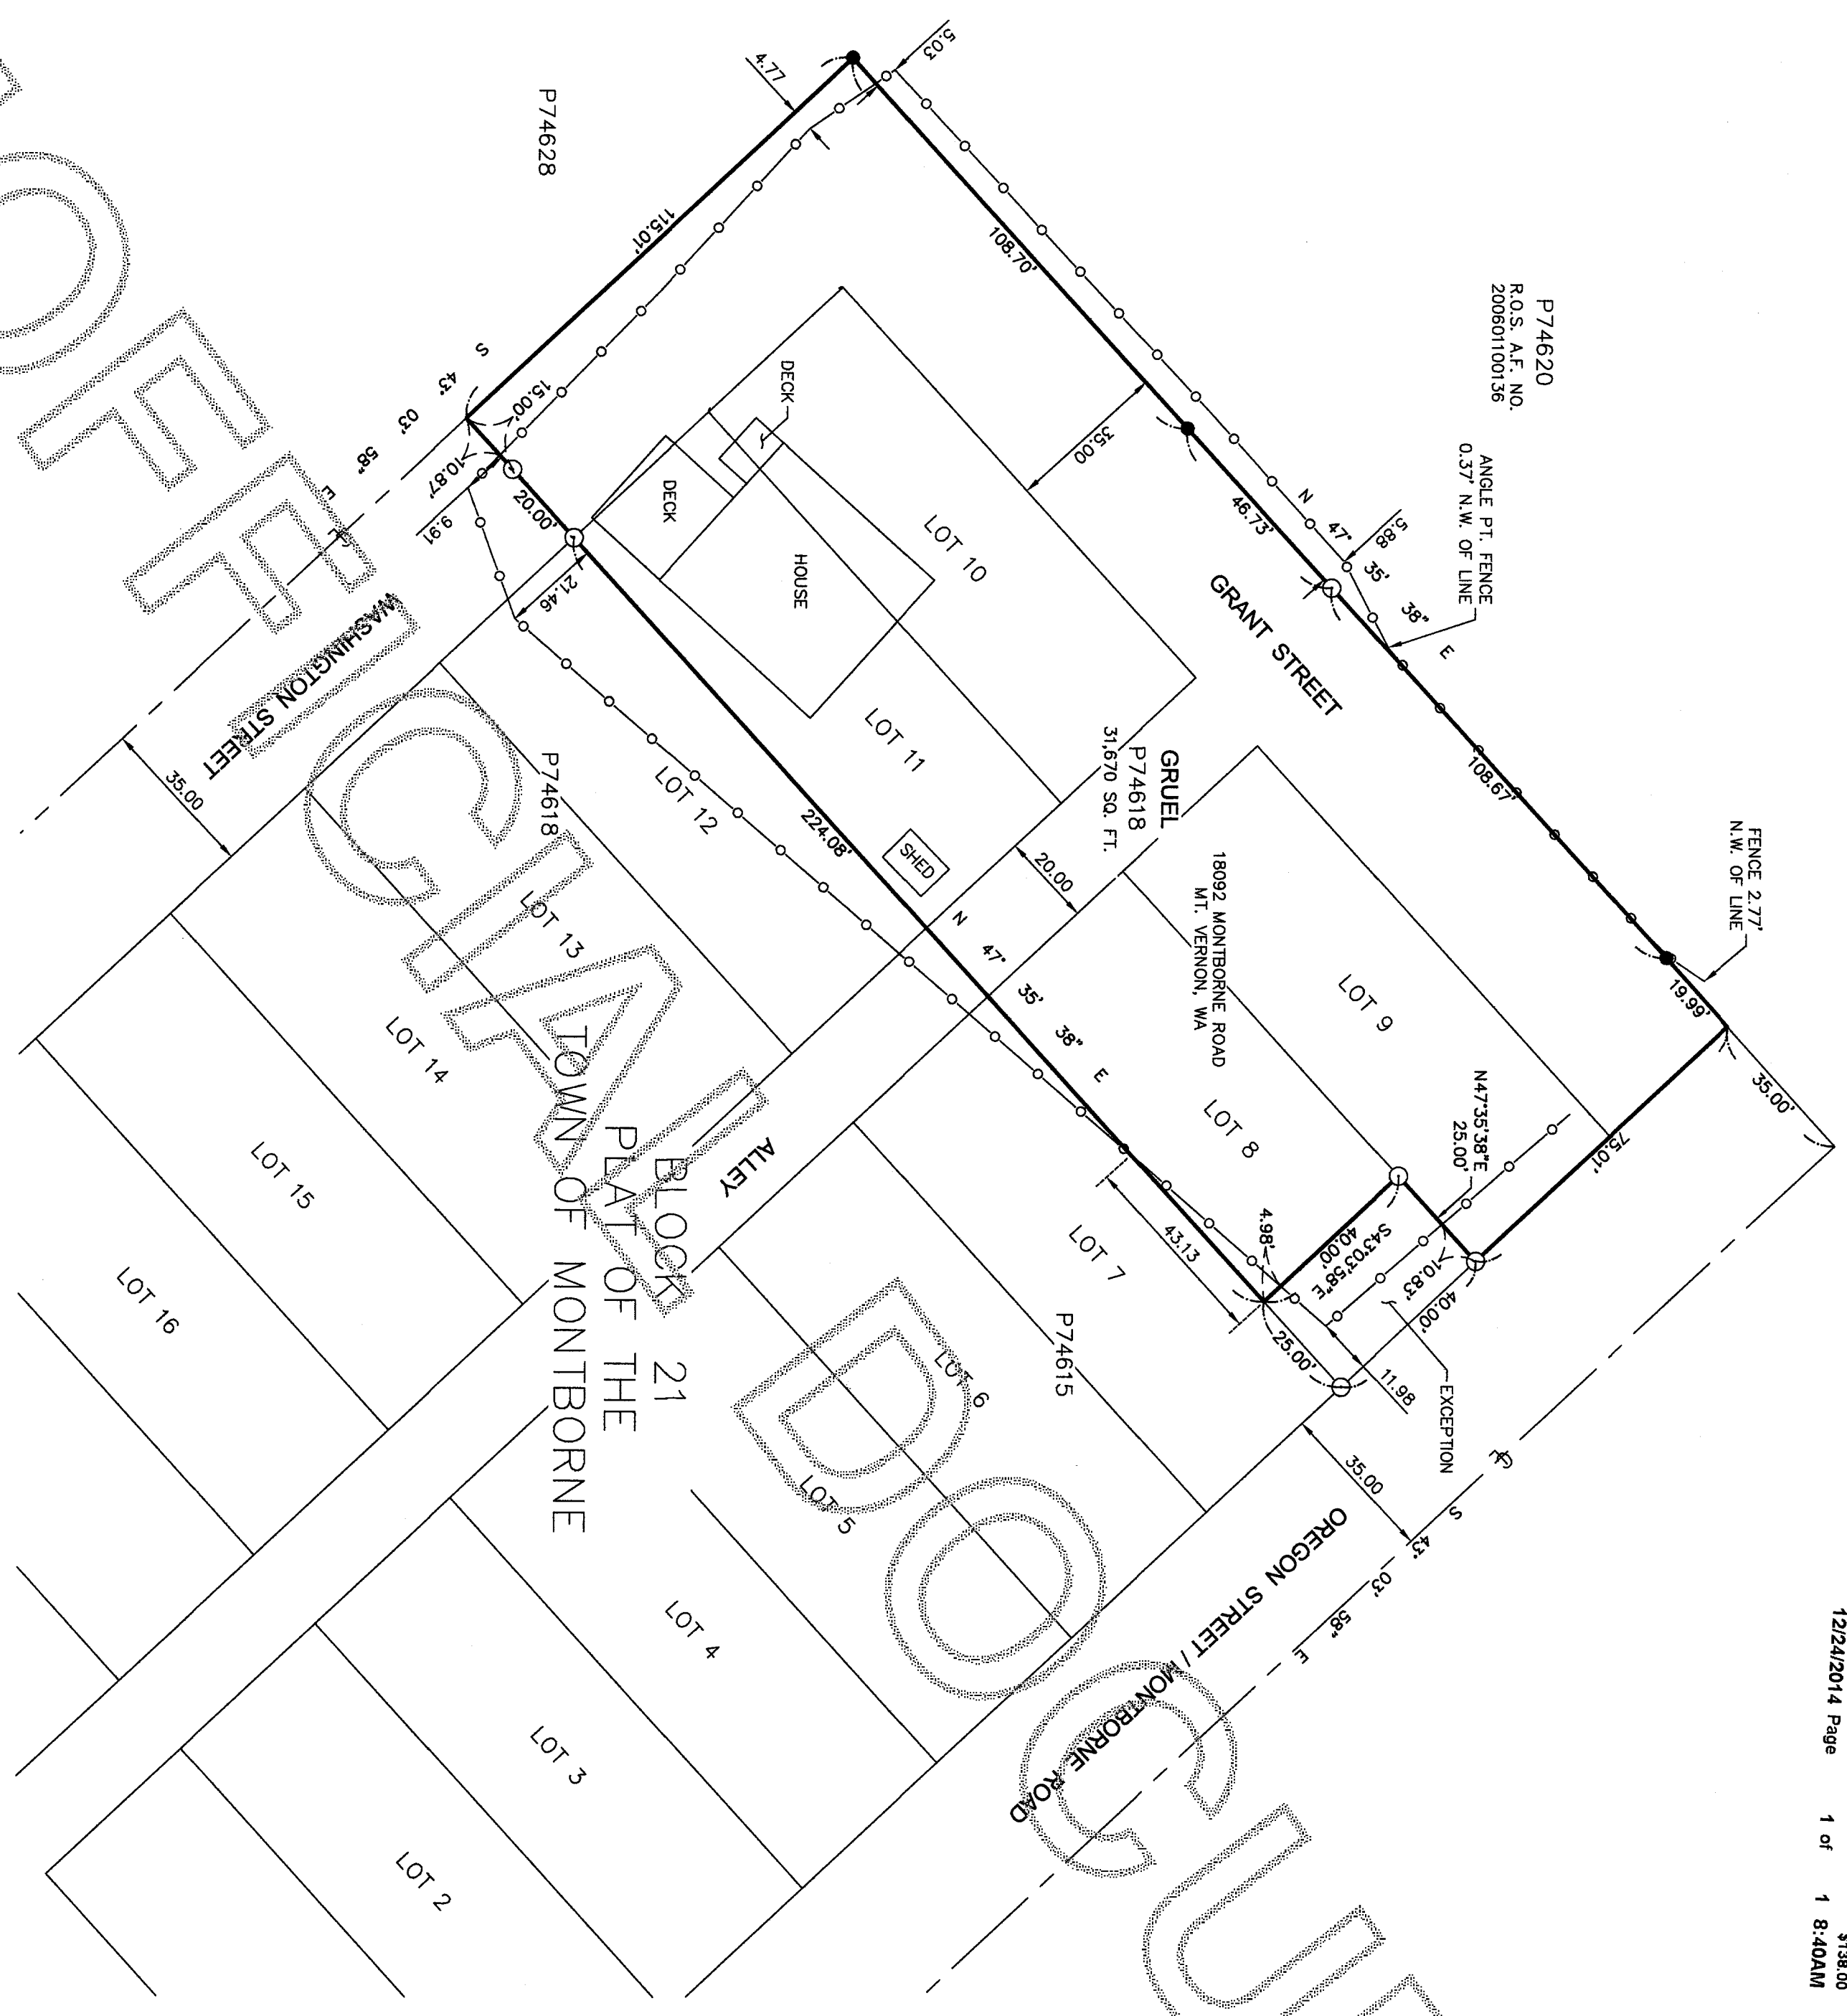 12/24/2014 Page 1 of 1 8:40AM
$138.00
P74620
R.O.S. A.F. NO.
200601100136
ANGLE PT. FENCE
0.37' N.W. OF LINE
FENCE 2.77'
N.W. OF LINE
5.03
4.77
P74628
115.01'
108.70'
35.00
46.73'
N 47° 35' 38" E
5.88
GRANT STREET
108.67'
19.99'
35.00'
75.01'
N47°35'38"E
25.00'
S43°03'58"E
40.00'
10.83'
40.00'
4.98'
25.00'
11.98
EXCEPTION
43.13
35.00
S 43° 03' 58" E
OREGON STREET / MONTBORNE ROAD
DECK
DECK
HOUSE
LOT 10
LOT 11
GRUEL
P74618
31,670 SQ. FT.
18092 MONTBORNE ROAD
MT. VERNON, WA
LOT 9
LOT 8
20.00
SHED
224.08'
N 47° 35' 38" E
S 43° 03' 58" E
15.00'
10.87'
9.91
20.00'
21.46
WASHINGTON STREET
35.00
P74618
LOT 12
LOT 13
LOT 14
LOT 15
LOT 16
ALLEY
BLOCK 21
PLAT OF THE
TOWN OF MONTBORNE
LOT 7
P74615
LOT 6
LOT 5
LOT 4
LOT 3
LOT 2
OFFICIAL DOCU